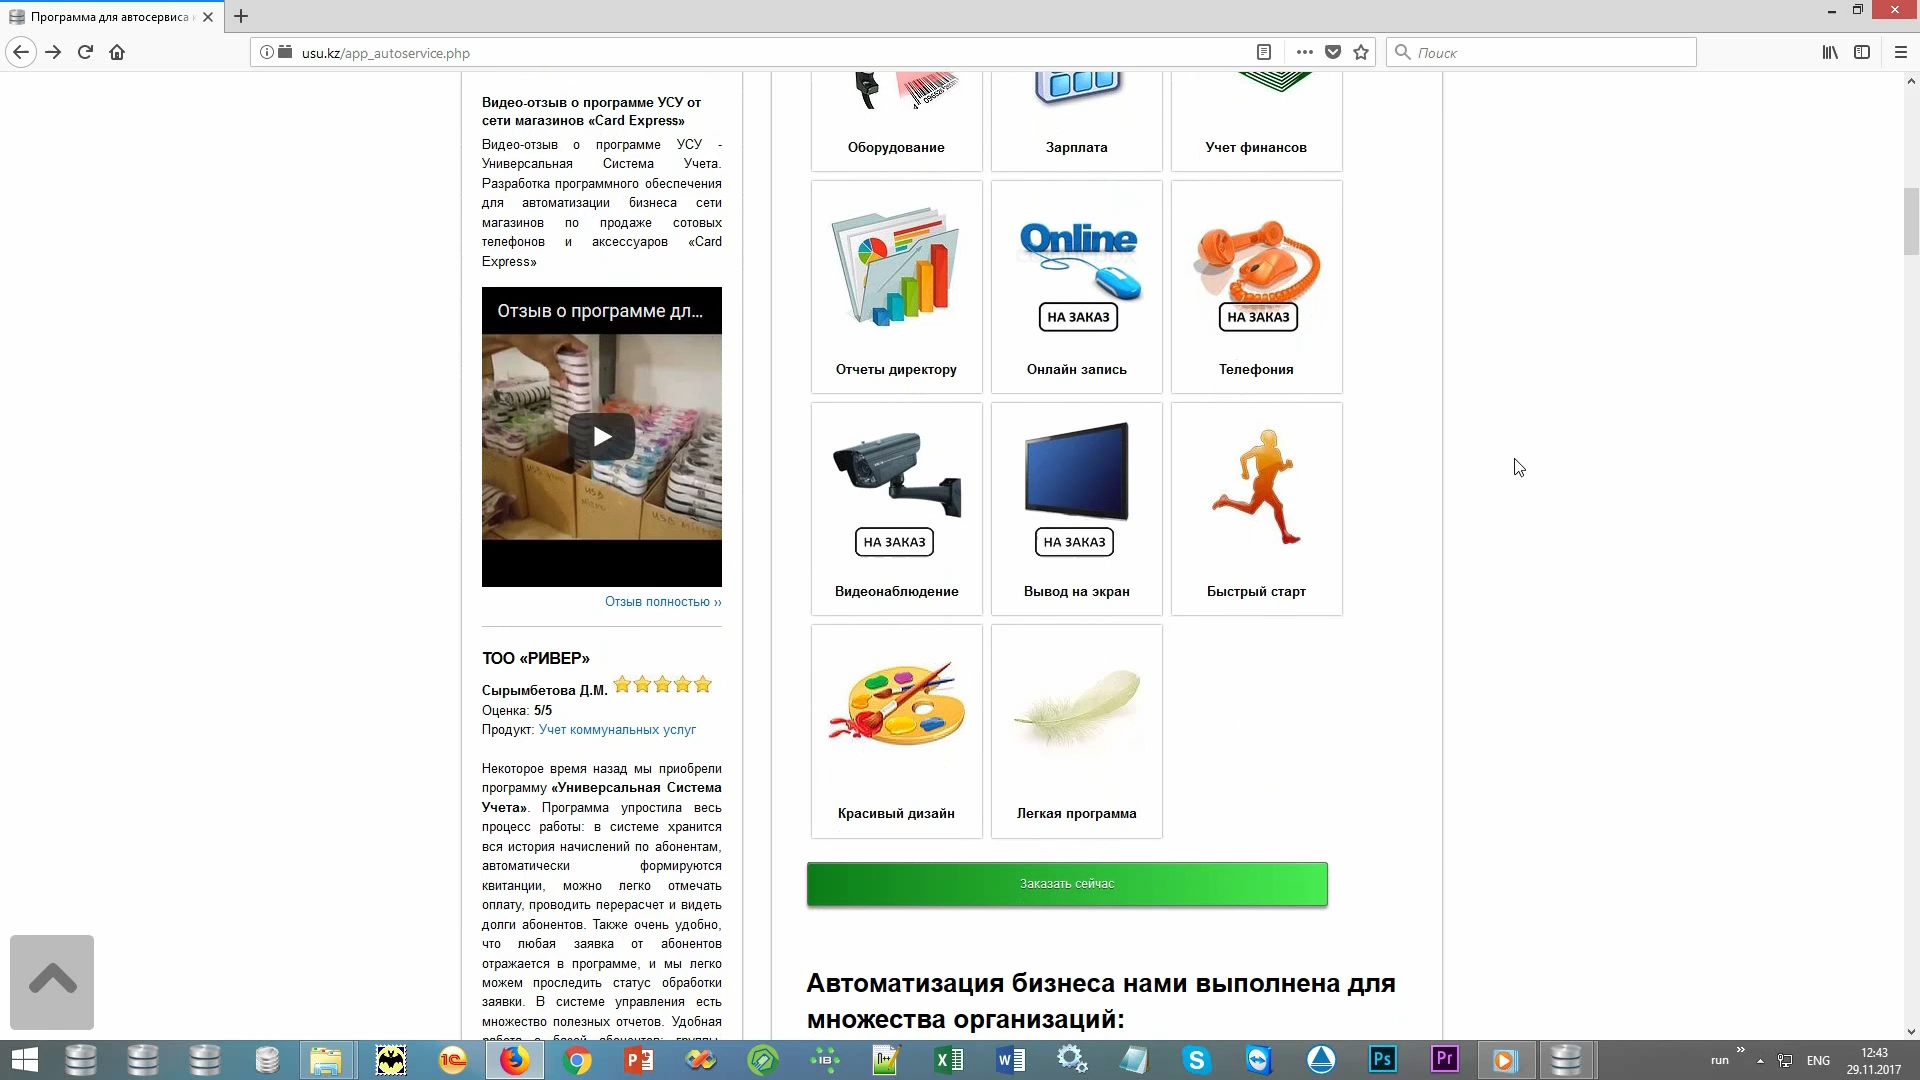 Программа для автосервиса
usu.kz/app_autoservice.php
Поиск
Видео-отзыв о программе УСУ от
сети магазинов «Card Express»
Видео-отзыв о программе УСУ -
Универсальная Система Учета.
Разработка программного обеспечения
для автоматизации бизнеса сети
магазинов по продаже сотовых
телефонов и аксессуаров «Card
Express»
Отзыв о программе дл...
Отзыв полностью ››
ТОО «РИВЕР»
Сырымбетова Д.М.
Оценка: 5/5
Продукт: Учет коммунальных услуг
Некоторое время назад мы приобрели
программу «Универсальная Система
Учета». Программа упростила весь
процесс работы: в системе хранится
вся история начислений по абонентам,
автоматически формируются
квитанции, можно легко отмечать
оплату, проводить перерасчет и видеть
долги абонентов. Также очень удобно,
что любая заявка от абонентов
отражается в программе, и мы легко
можем проследить статус обработки
заявки. В системе управления есть
множество полезных отчетов. Удобная
Оборудование
Зарплата
Учет финансов
Online
НА ЗАКАЗ
НА ЗАКАЗ
Отчеты директору
Онлайн запись
Телефония
НА ЗАКАЗ
НА ЗАКАЗ
Видеонаблюдение
Вывод на экран
Быстрый старт
Красивый дизайн
Легкая программа
Заказать сейчас
Автоматизация бизнеса нами выполнена для
множества организаций:
run
ENG
12:43
29.11.2017